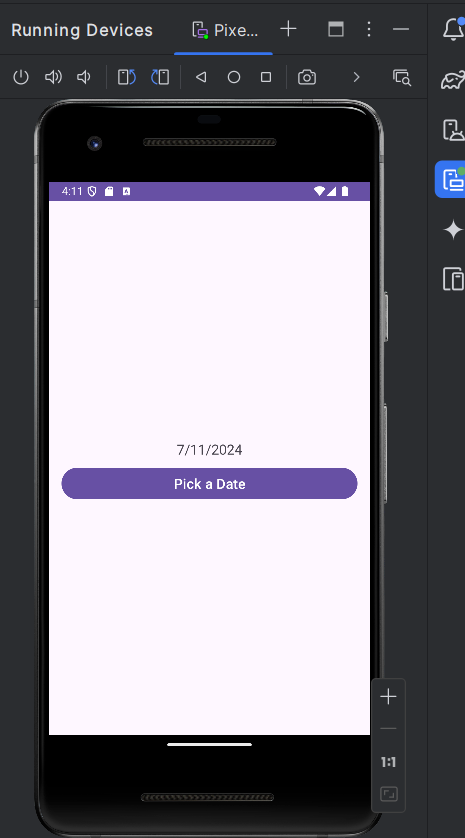 Running Devices
Pixe...
4:11
7/11/2024
Pick a Date
1:1